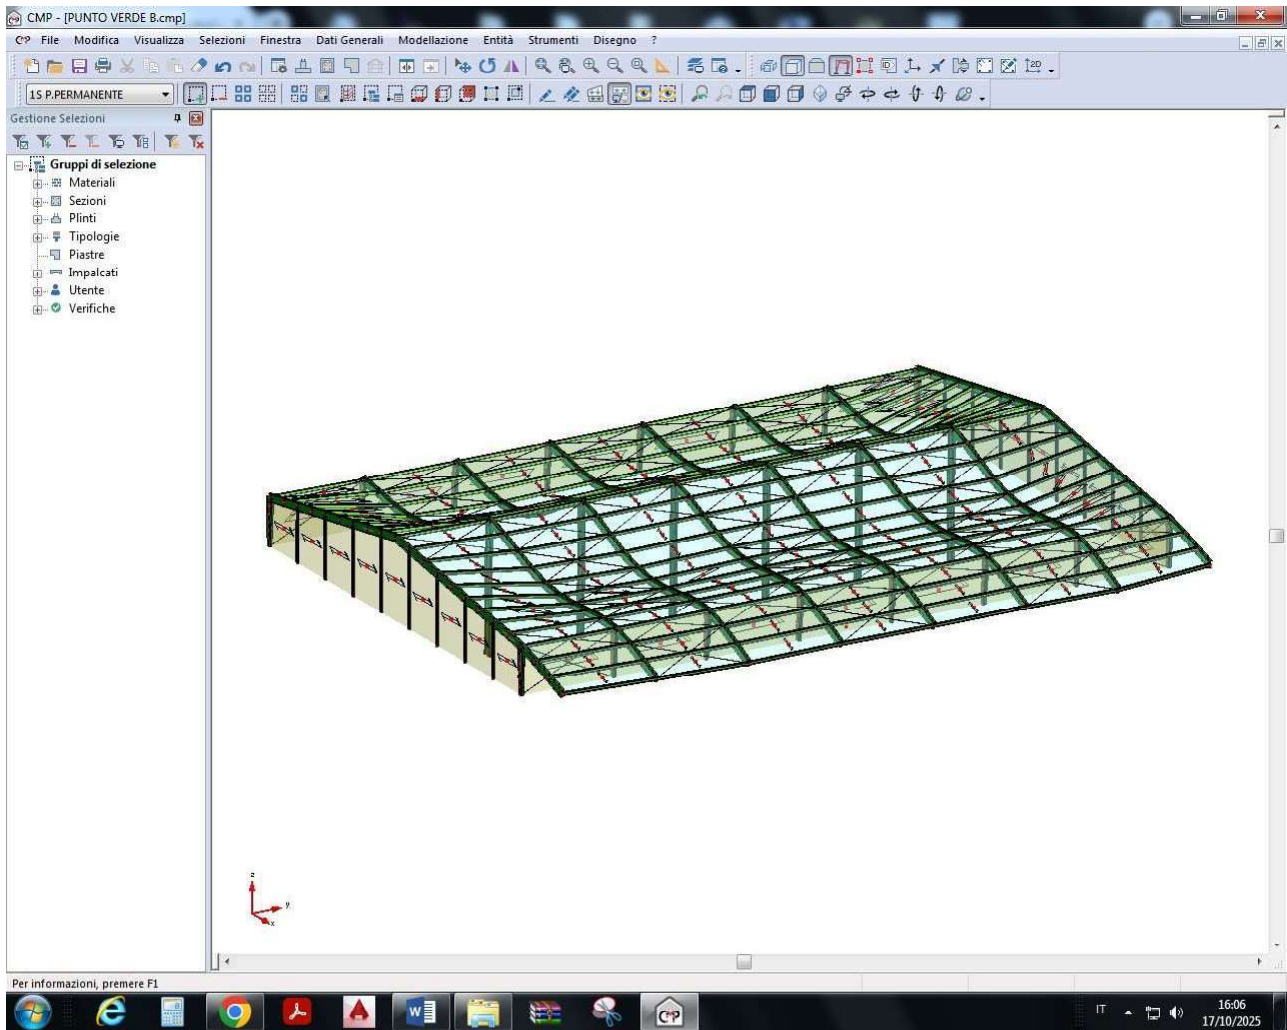 CMP - [PUNTO VERDE B.cmp]
File Modifica Visualizza Selezioni Finestra Dati Generali Modellazione Entità Strumenti Disegno ?
1S P.PERMANENTE
Gestione Selezioni
Gruppi di selezione
Materiali
Sezioni
Plinti
Tipologie
Piastre
Impalcati
Utente
Verifiche
z
y
x
Per informazioni, premere F1
IT
16:06
17/10/2025